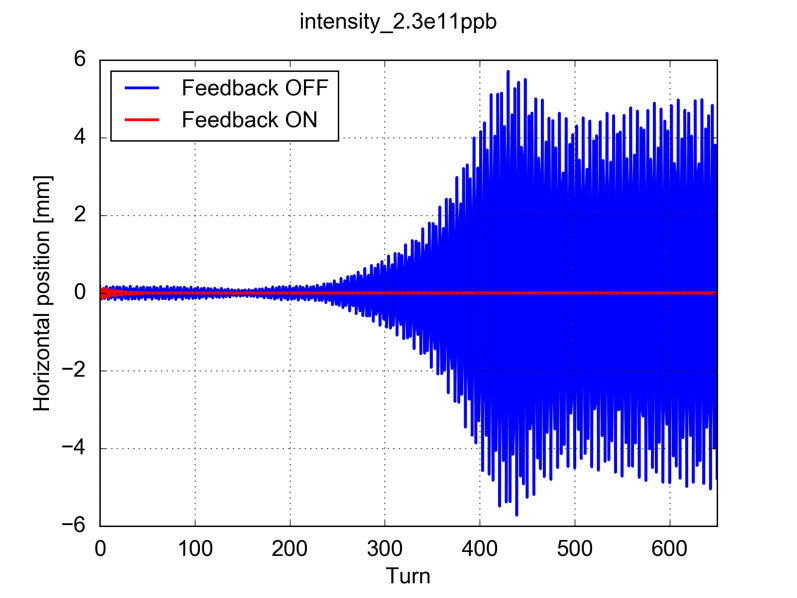 intensity_2.3e11ppb
Feedback OFF
Feedback ON
Horizontal position [mm]
6
4
2
0
−2
−4
−6
0 100 200 300 400 500 600
Turn